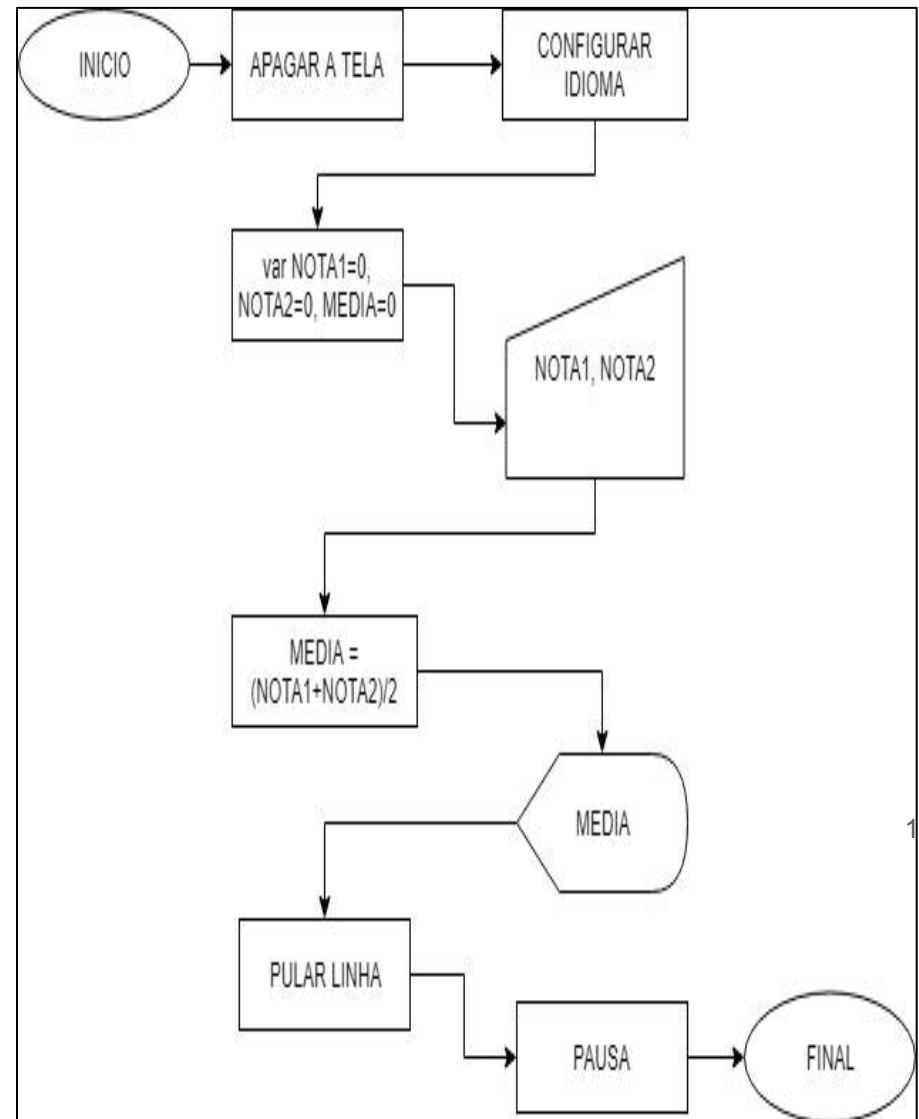 INICIO
APAGAR A TELA
CONFIGURAR
IDIOMA
var NOTA1=0,
NOTA2=0, MEDIA=0
NOTA1, NOTA2
MEDIA =
(NOTA1+NOTA2)/2
MEDIA
1
PULAR LINHA
PAUSA
FINAL